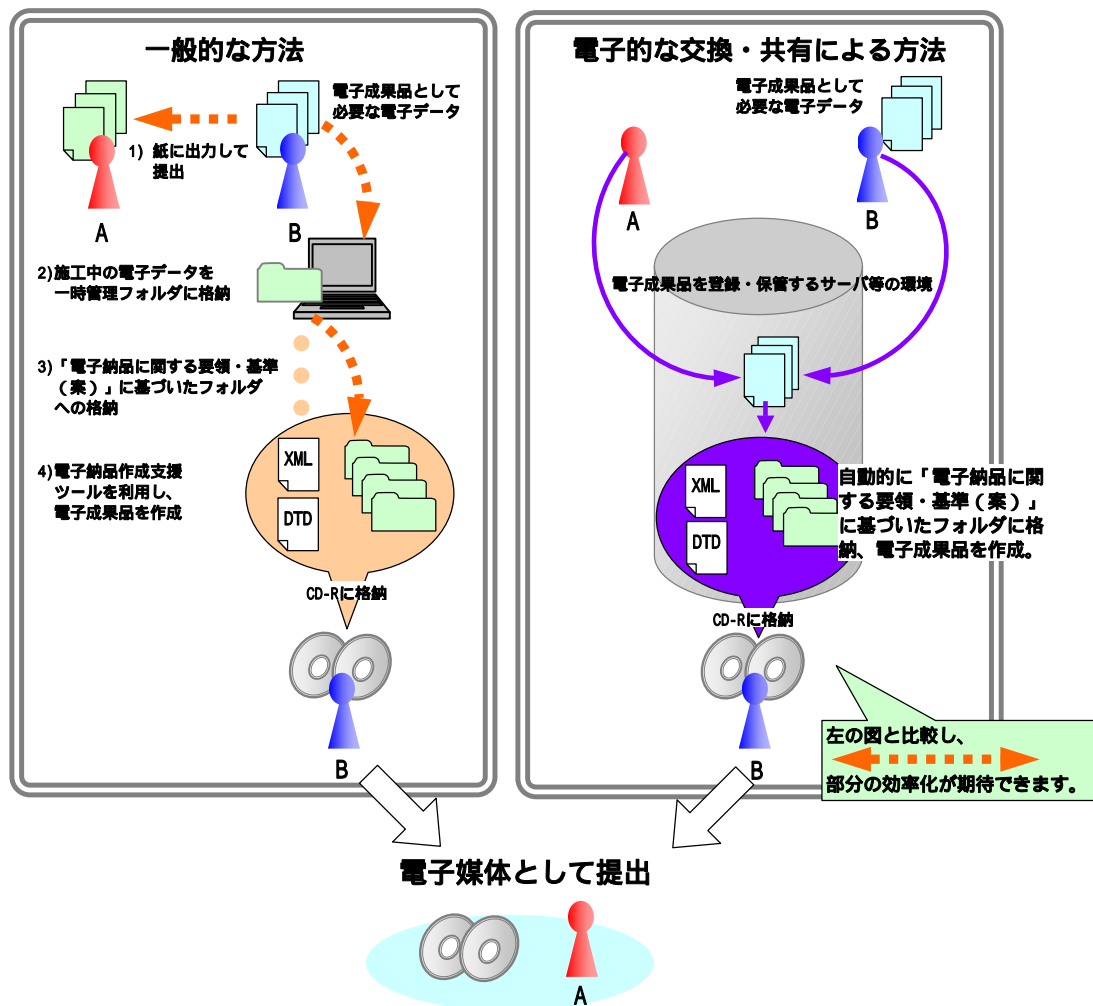 一般的な方法
電子成果品として
必要な電子データ
1) 紙に出力して
提出
A
B
2)施工中の電子データを
一時管理フォルダに格納
3)「電子納品に関する要領・基準
(案)」に基づいたフォルダ
への格納
4)電子納品作成支援
ツールを利用し、
電子成果品を作成
XML
DTD
CD-Rに格納
B
電子的な交換・共有による方法
電子成果品として
必要な電子データ
A
B
電子成果品を登録・保管するサーバ等の環境
XML
DTD
自動的に「電子納品に関
する要領・基準(案)」
に基づいたフォルダに格
納、電子成果品を作成。
CD-Rに格納
B
左の図と比較し、
部分の効率化が期待できます。
電子媒体として提出
A